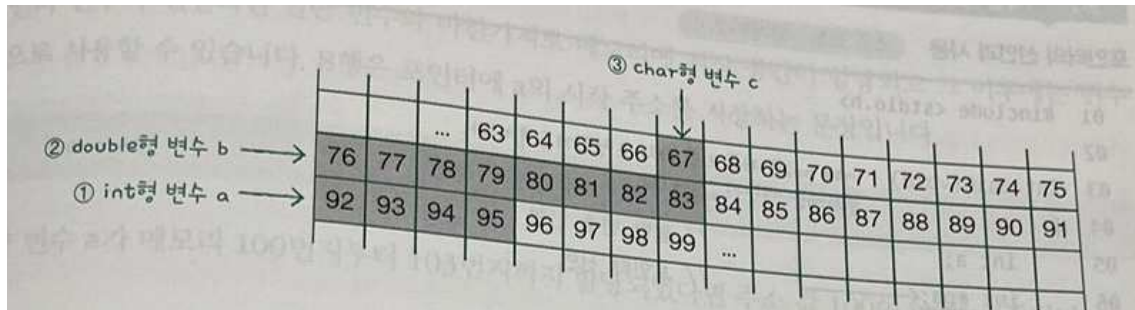 ③ char형 변수 c
... 63 64 65 66 67 68 69 70 71 72 73 74 75
② double형 변수 b
76 77 78 79 80 81 82 83 84 85 86 87 88 89 90 91
① int형 변수 a
92 93 94 95 96 97 98 99 ...